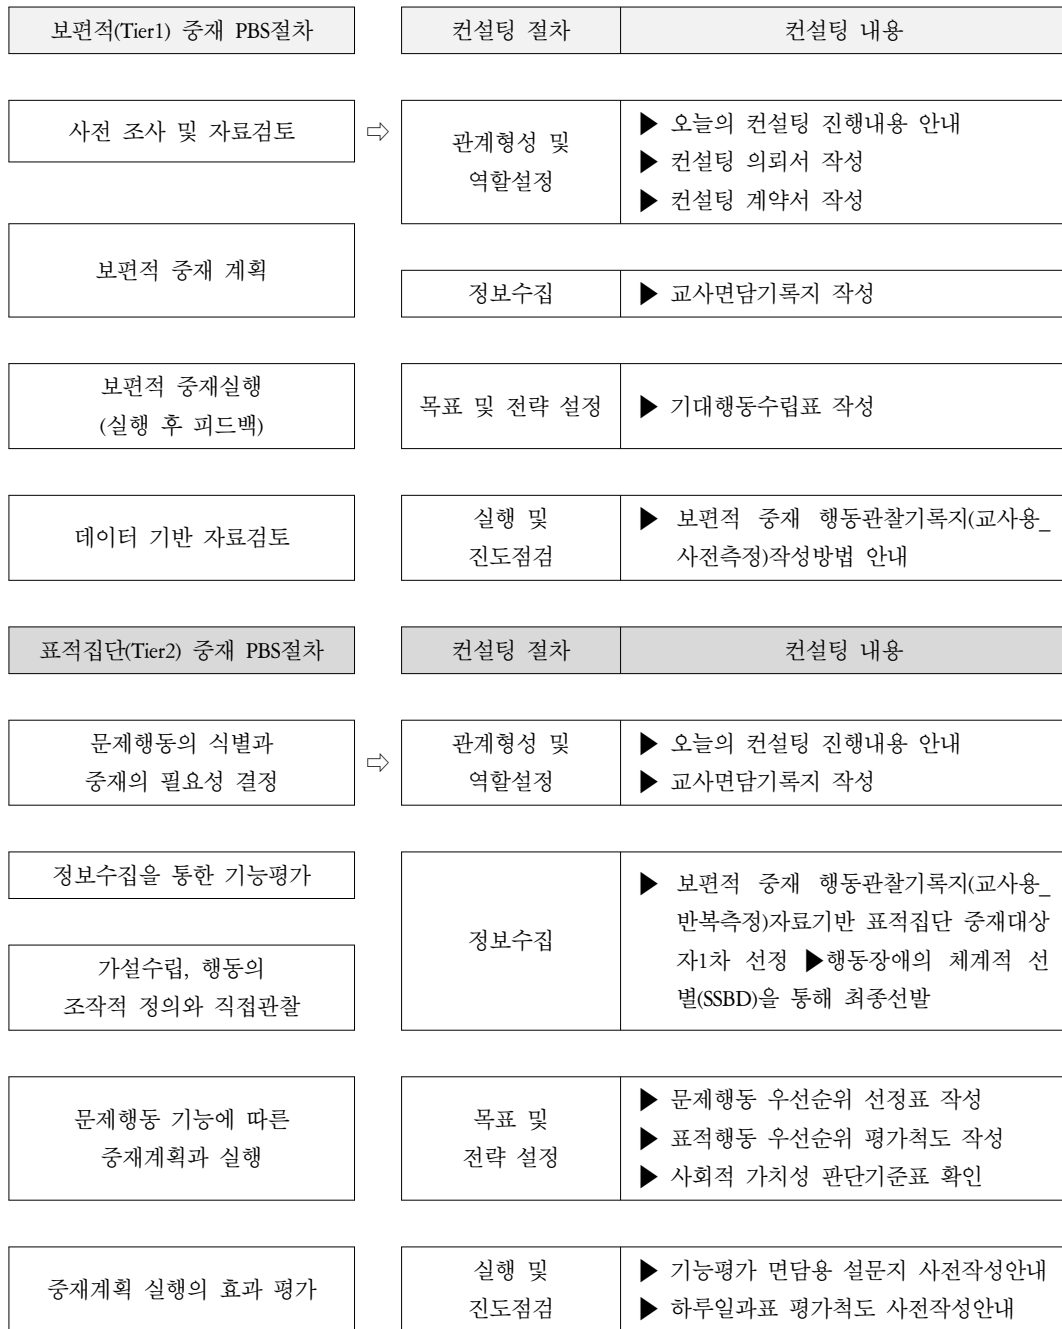 보편적(Tier1) 중재 PBS절차
컨설팅 절차
컨설팅 내용
사전 조사 및 자료검토
⇨
관계형성 및
역할설정
▶ 오늘의 컨설팅 진행내용 안내
▶ 컨설팅 의뢰서 작성
▶ 컨설팅 계약서 작성
보편적 중재 계획
정보수집
▶ 교사면담기록지 작성
보편적 중재실행
(실행 후 피드백)
목표 및 전략 설정
▶ 기대행동수립표 작성
데이터 기반 자료검토
실행 및
진도점검
▶ 보편적 중재 행동관찰기록지(교사용_
사전측정)작성방법 안내
표적집단(Tier2) 중재 PBS절차
컨설팅 절차
컨설팅 내용
문제행동의 식별과
중재의 필요성 결정
⇨
관계형성 및
역할설정
▶ 오늘의 컨설팅 진행내용 안내
▶ 교사면담기록지 작성
정보수집을 통한 기능평가
가설수립, 행동의
조작적 정의와 직접관찰
정보수집
▶ 보편적 중재 행동관찰기록지(교사용_
반복측정)자료기반 표적집단 중재대상
자1차 선정 ▶행동장애의 체계적 선
별(SSBD)을 통해 최종선발
문제행동 기능에 따른
중재계획과 실행
목표 및
전략 설정
▶ 문제행동 우선순위 선정표 작성
▶ 표적행동 우선순위 평가척도 작성
▶ 사회적 가치성 판단기준표 확인
중재계획 실행의 효과 평가
실행 및
진도점검
▶ 기능평가 면담용 설문지 사전작성안내
▶ 하루일과표 평가척도 사전작성안내